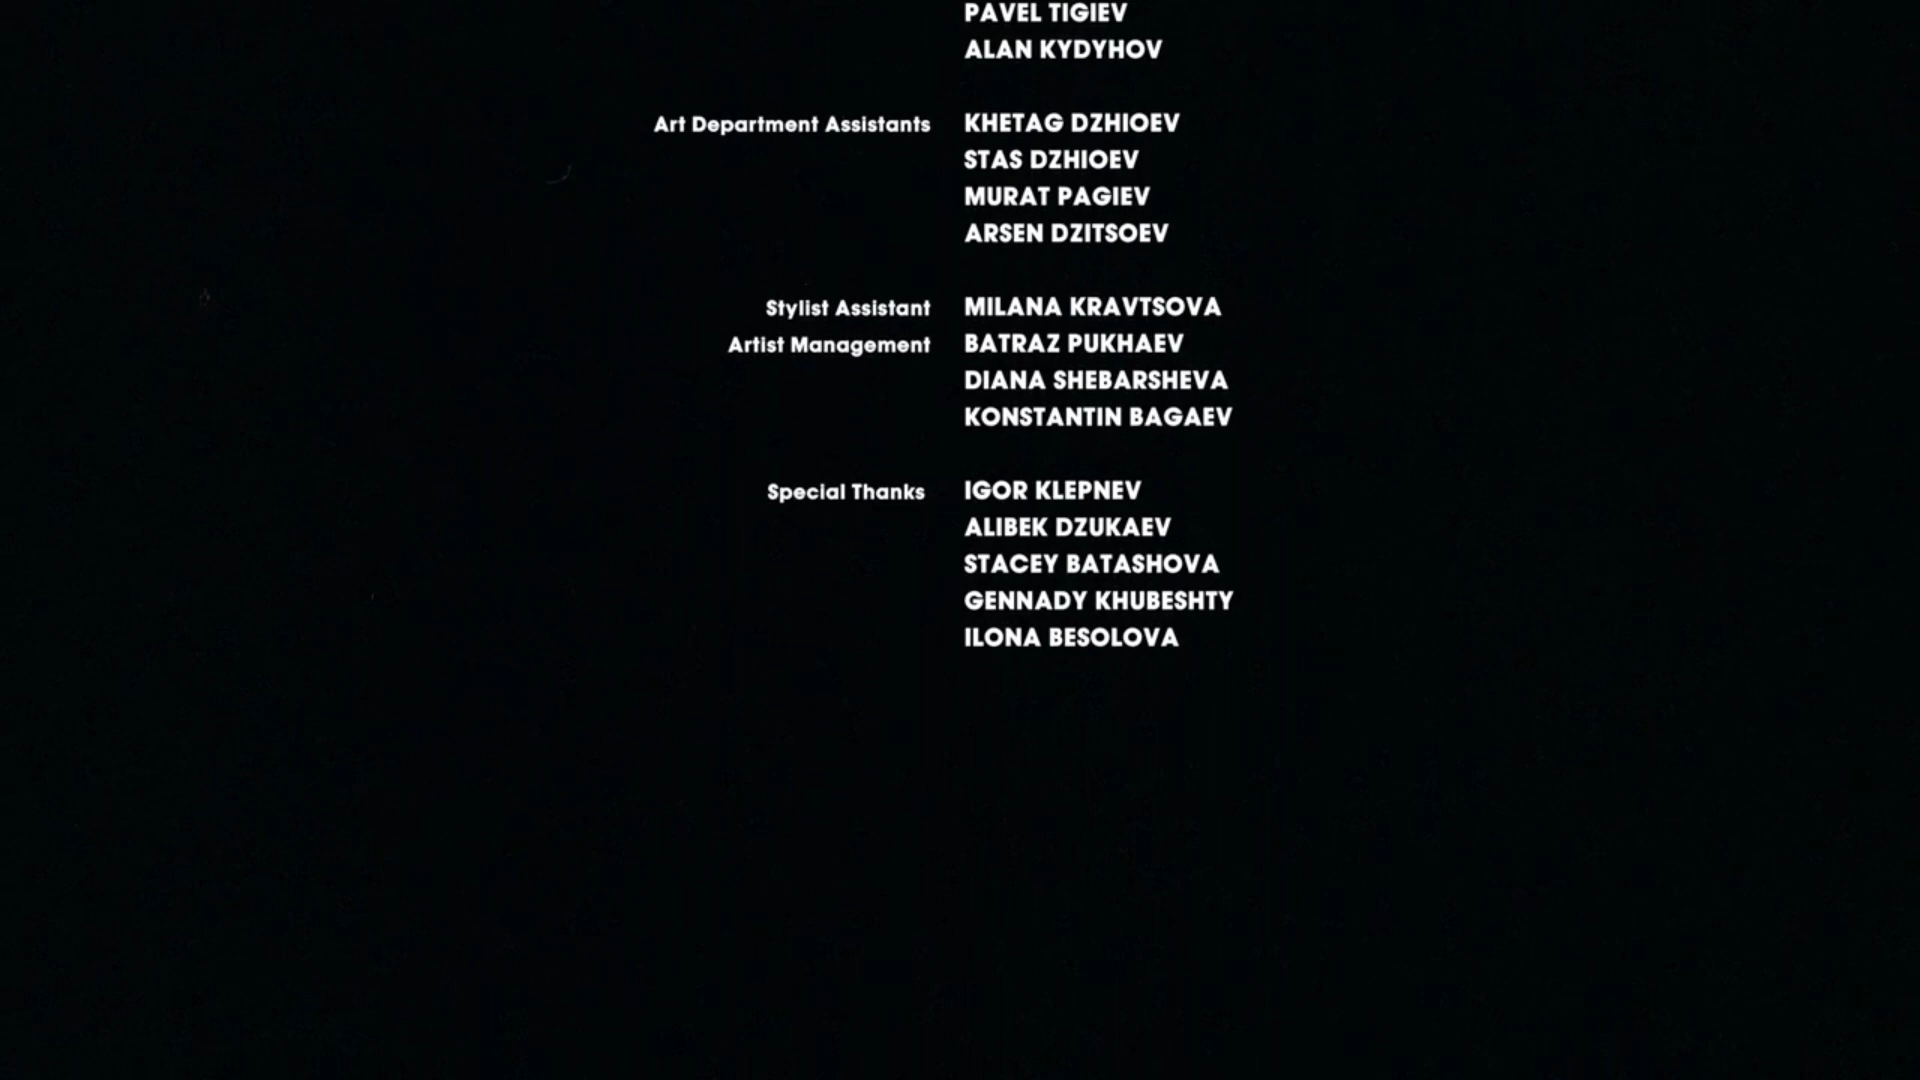 PAVEL TIGIEV
ALAN KYDYHOV
Art Department Assistants KHETAG DZHIOEV
STAS DZHIOEV
MURAT PAGIEV
ARSEN DZITSOEV
Stylist Assistant MILANA KRAVTSOVA
Artist Management BATRAZ PUKHAEV
DIANA SHEBARSHEVA
KONSTANTIN BAGAEV
Special Thanks IGOR KLEPNEV
ALIBEK DZUKAEV
STACEY BATASHOVA
GENNADY KHUBESHTY
ILONA BESOLOVA